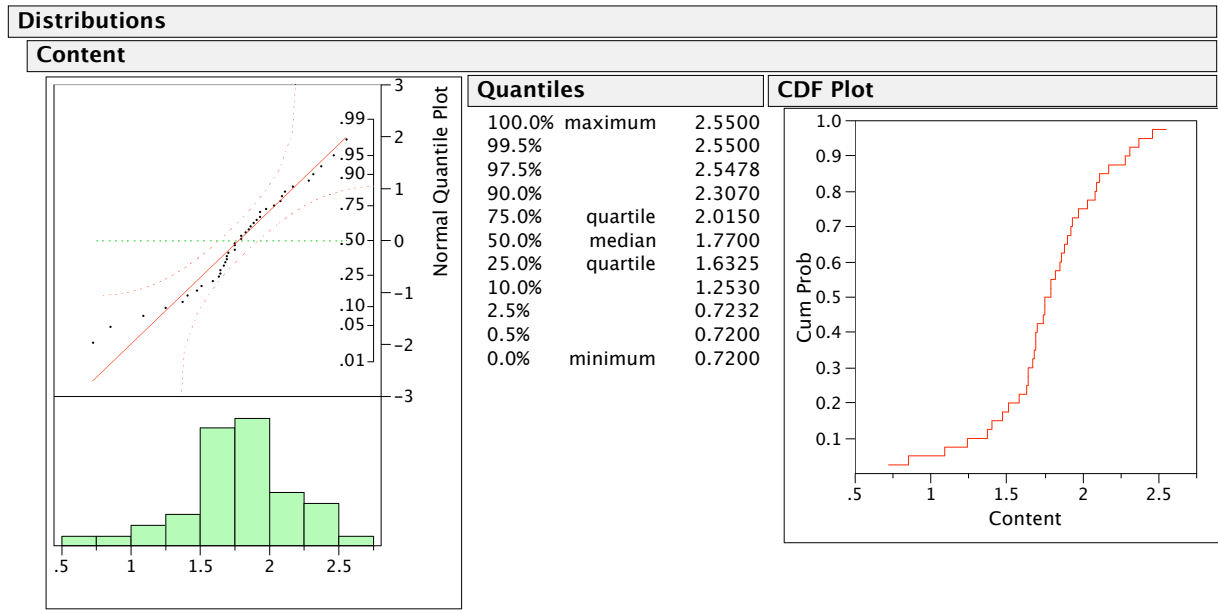 Distributions
Content
3
2
1
0
−1
−2
−3
.99
.95
.90
.75
.50
.25
.10
.05
.01
Normal Quantile Plot
.5 1 1.5 2 2.5
Quantiles
100.0% maximum 2.5500
99.5% 2.5500
97.5% 2.5478
90.0% 2.3070
75.0% quartile 2.0150
50.0% median 1.7700
25.0% quartile 1.6325
10.0% 1.2530
2.5% 0.7232
0.5% 0.7200
0.0% minimum 0.7200
CDF Plot
Cum Prob
1.0
0.9
0.8
0.7
0.6
0.5
0.4
0.3
0.2
0.1
.5 1 1.5 2 2.5
Content